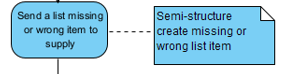 Send a list missing
or wrong item to
supply
Semi-structure
create missing or
wrong list item